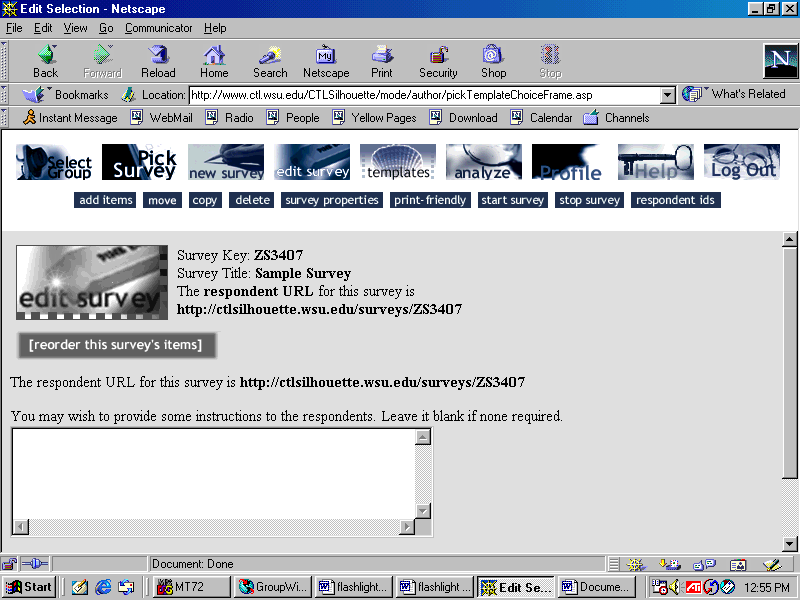 Edit Selection - Netscape
File Edit View Go Communicator Help
Back Forward Reload Home Search Netscape Print Security Shop Stop
My
N
Bookmarks Location: http://www.ctl.wsu.edu/CTLSilhouette/mode/author/pickTemplateChoiceFrame.asp What's Related
Instant Message WebMail Radio People Yellow Pages Download Calendar Channels
Select Group Pick Survey new survey edit survey templates analyze Profile Help Log Out
add items move copy delete survey properties print-friendly start survey stop survey respondent ids
edit survey
Survey Key: ZS3407
Survey Title: Sample Survey
The respondent URL for this survey is
http://ctlsilhouette.wsu.edu/surveys/ZS3407
[reorder this survey's items]
The respondent URL for this survey is http://ctlsilhouette.wsu.edu/surveys/ZS3407
You may wish to provide some instructions to the respondents. Leave it blank if none required.
Document: Done
Start MT72 GroupWi... flashlight... flashlight ... Edit Se... Docume... 12:55 PM